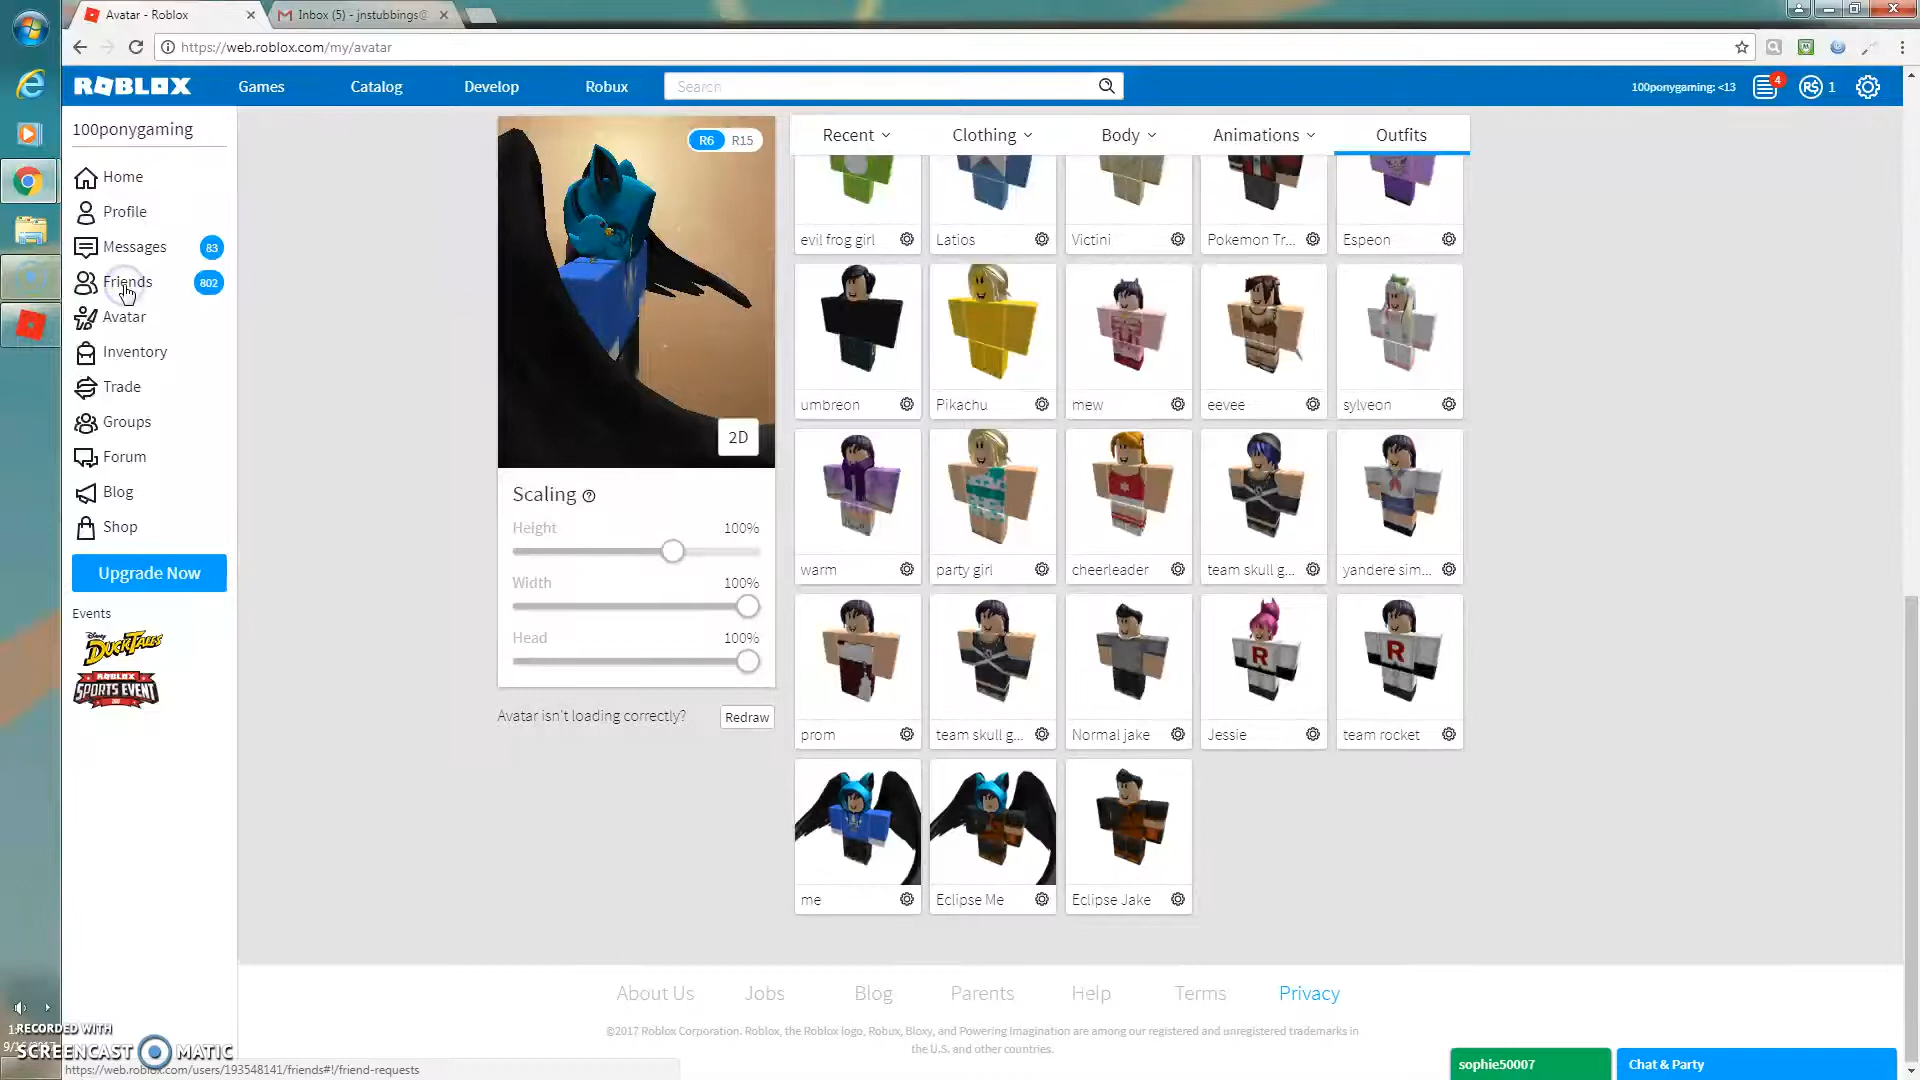 Avatar - Roblox
Inbox (5) - jnstubbings@
https://web.roblox.com/my/avatar
ROBLOX
Games
Catalog
Develop
Robux
Search
100ponygaming: <13
4
R$ 1
100ponygaming
Home
Profile
Messages 83
Friends 802
Avatar
Inventory
Trade
Groups
Forum
Blog
Shop
Upgrade Now
Events
Disney
DUCKTALES
ROBLOX
SPORTS EVENT
R6 R15
2D
Scaling
Height 100%
Width 100%
Head 100%
Avatar isn't loading correctly? Redraw
Recent
Clothing
Body
Animations
Outfits
evil frog girl
Latios
Victini
Pokemon Tr...
Espeon
umbreon
Pikachu
mew
eevee
sylveon
warm
party girl
cheerleader
team skull g...
yandere sim...
prom
team skull g...
Normal jake
R
Jessie
R
team rocket
me
Eclipse Me
Eclipse Jake
About Us
Jobs
Blog
Parents
Help
Terms
Privacy
©2017 Roblox Corporation. Roblox, the Roblox logo, Robux, Bloxy, and Powering Imagination are among our registered and unregistered trademarks in
the U.S. and other countries.
sophie50007
Chat & Party
RECORDED WITH
SCREENCAST MATIC
https://web.roblox.com/users/193548141/friends#!/friend-requests